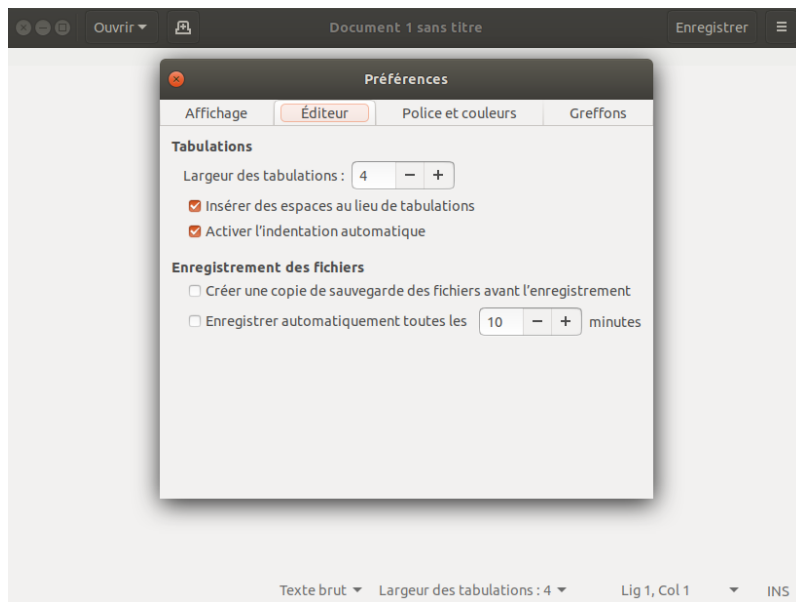 Ouvrir Document 1 sans titre Enregistrer
Préférences
Affichage Éditeur Police et couleurs Greffons
Tabulations
Largeur des tabulations : 4 − +
Insérer des espaces au lieu de tabulations
Activer l'indentation automatique
Enregistrement des fichiers
Créer une copie de sauvegarde des fichiers avant l'enregistrement
Enregistrer automatiquement toutes les 10 − + minutes
Texte brut Largeur des tabulations : 4 Lig 1, Col 1 INS